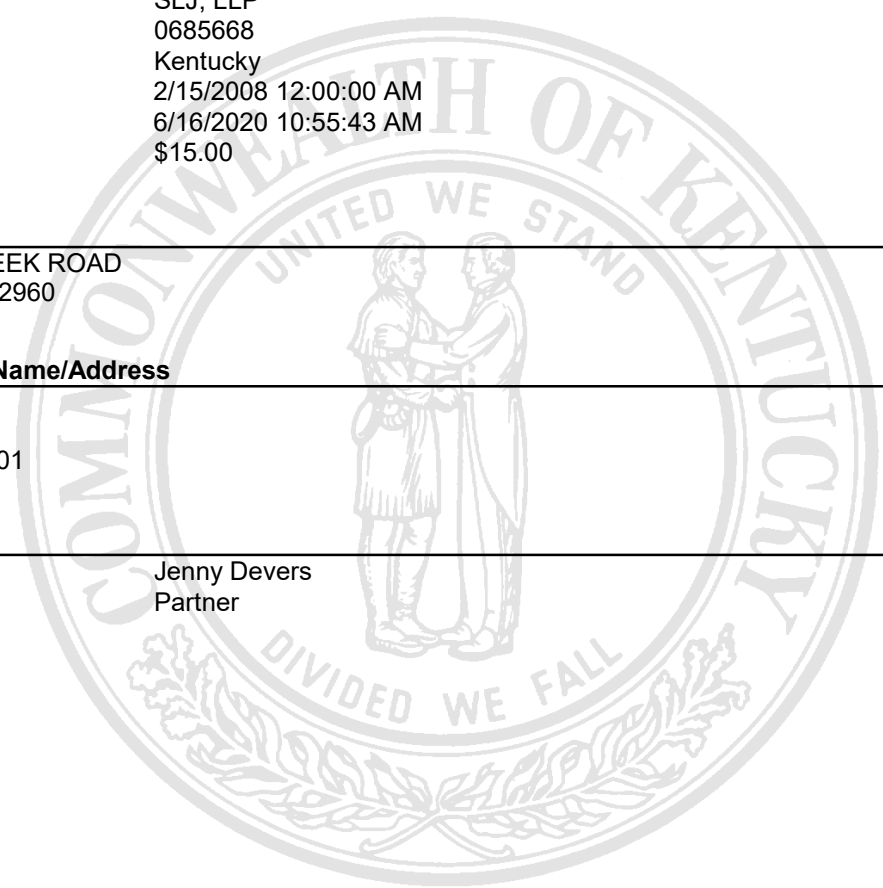 SLJ, LLP
0685668
Kentucky
2/15/2008 12:00:00 AM
6/16/2020 10:55:43 AM
$15.00
EEK ROAD
2960
Name/Address
01
Jenny Devers
Partner
COMMONWEALTH OF KENTUCKY
UNITED WE STAND
DIVIDED WE FALL